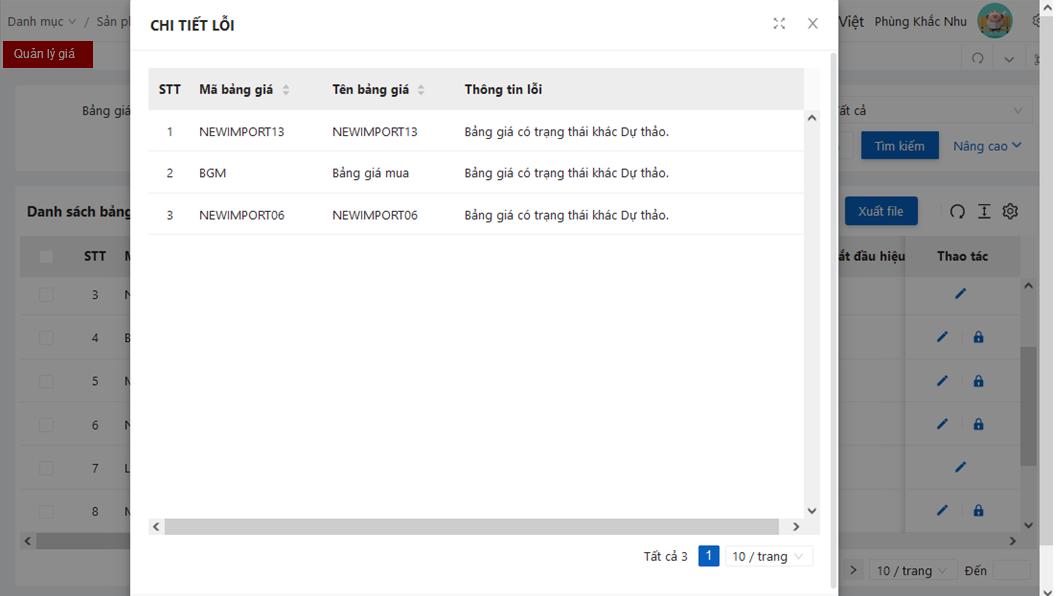 Danh mục / Sản
Việt Phùng Khắc Nhu
Quản lý giá
CHI TIẾT LỖI
Bảng giá
Tất cả
Tìm kiếm Nâng cao
Danh sách bảng
Xuất file
STT Mã bảng giá Tên bảng giá Thông tin lỗi
1 NEWIMPORT13 NEWIMPORT13 Bảng giá có trạng thái khác Dự thảo.
2 BGM Bảng giá mua Bảng giá có trạng thái khác Dự thảo.
3 NEWIMPORT06 NEWIMPORT06 Bảng giá có trạng thái khác Dự thảo.
STT
đầu hiệu Thao tác
3
4
5
6
7
8
Tất cả 3 1 10 / trang
10 / trang Đến